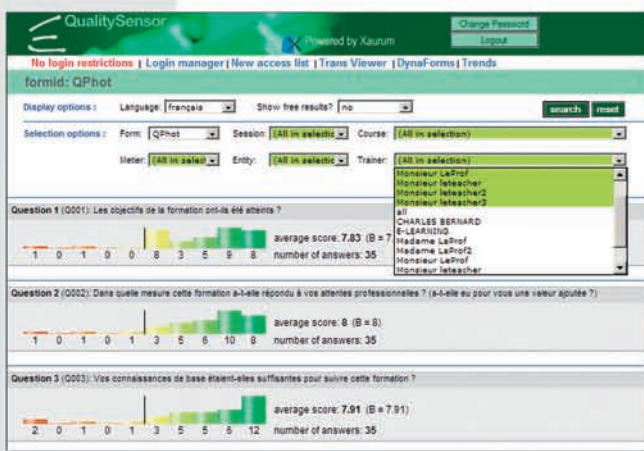 QualitySensor
Powered by Xaurum
Change Password
Logout
No login restrictions | Login manager | New access list | Trans Viewer | DynaForms | Trends
formid: QPhot
Display options : Language: français Show free results? no search reset
Selection options : Form: QPhot Session: (All in selectic Course: (All in selection)
Meter: (All in select Entity: (All in selectic Trainer: (All in selection)
Monsieur LeProf
Monsieur leteacher
Monsieur leteacher2
Monsieur leteacher3
all
CHARLES BERNARD
E-LEARNING
Madame LaProf
Madame LaProf2
Monsieur LeProf
Monsieur leteacher
Question 1 (Q001): Les objectifs de la formation ont-ils été atteints ?
average score: 7.83 (B = 7
1 0 1 0 0 8 3 5 9 8 number of answers: 35
Question 2 (Q002): Dans quelle mesure cette formation a-t-elle répondu à vos attentes professionnelles ? (a-t-elle eu pour vous une valeur ajoutée ?)
average score: 8 (B = 8)
1 0 1 0 1 3 5 6 10 8 number of answers: 35
Question 3 (Q003): Vos connaissances de base étaient-elles suffisantes pour suivre cette formation ?
average score: 7.91 (B = 7.91)
2 0 1 0 1 3 5 5 6 12 number of answers: 35